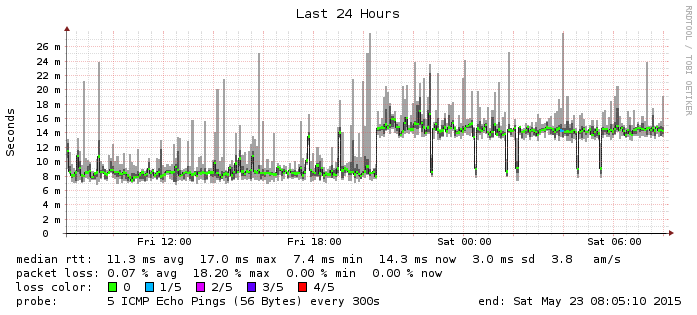 Last 24 Hours
RRDTOOL / TOBI OETIKER
Seconds
26 m
24 m
22 m
20 m
18 m
16 m
14 m
12 m
10 m
8 m
6 m
4 m
2 m
0
Fri 12:00 Fri 18:00 Sat 00:00 Sat 06:00
median rtt: 11.3 ms avg 17.0 ms max 7.4 ms min 14.3 ms now 3.0 ms sd 3.8 am/s
packet loss: 0.07 % avg 18.20 % max 0.00 % min 0.00 % now
loss color: 0 1/5 2/5 3/5 4/5
probe: 5 ICMP Echo Pings (56 Bytes) every 300s end: Sat May 23 08:05:10 2015